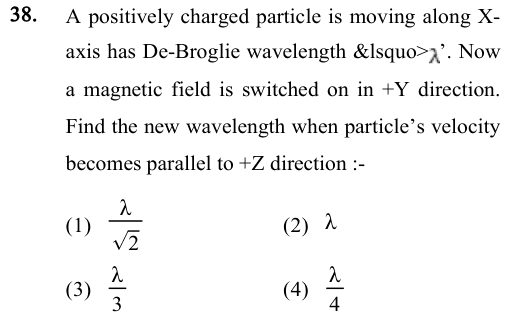 38. A positively charged particle is moving along X-
axis has De-Broglie wavelength &lsquo>λ’. Now
a magnetic field is switched on in +Y direction.
Find the new wavelength when particle’s velocity
becomes parallel to +Z direction :-
(1) λ/√2 (2) λ
(3) λ/3 (4) λ/4